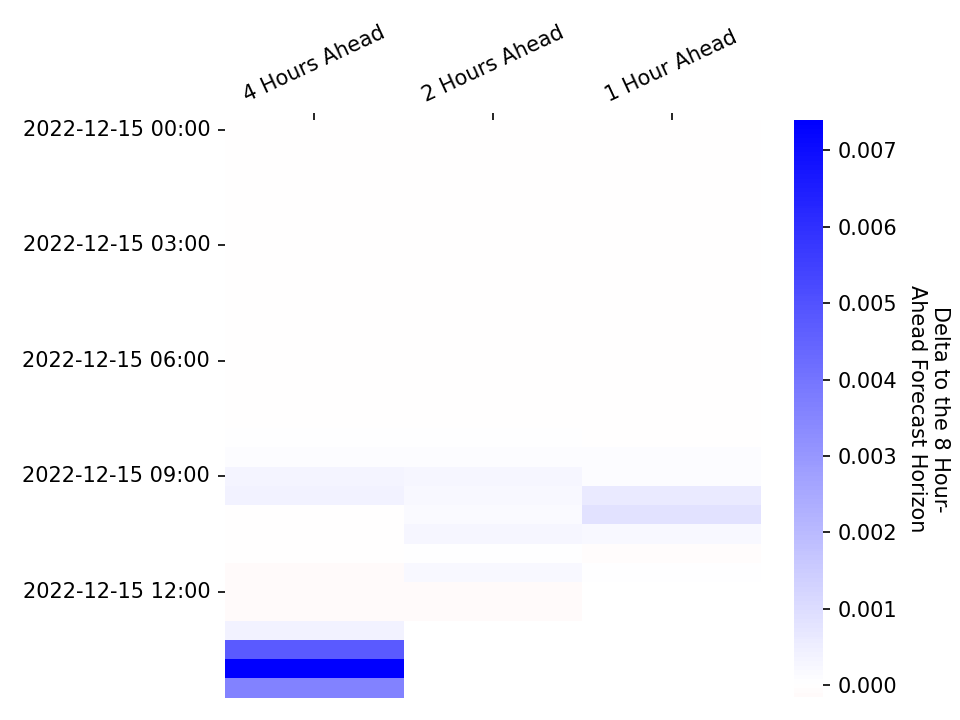 4 Hours Ahead
2 Hours Ahead
1 Hour Ahead
2022-12-15 00:00
2022-12-15 03:00
2022-12-15 06:00
2022-12-15 09:00
2022-12-15 12:00
0.007
0.006
0.005
0.004
0.003
0.002
0.001
0.000
Delta to the 8 Hour-
Ahead Forecast Horizon